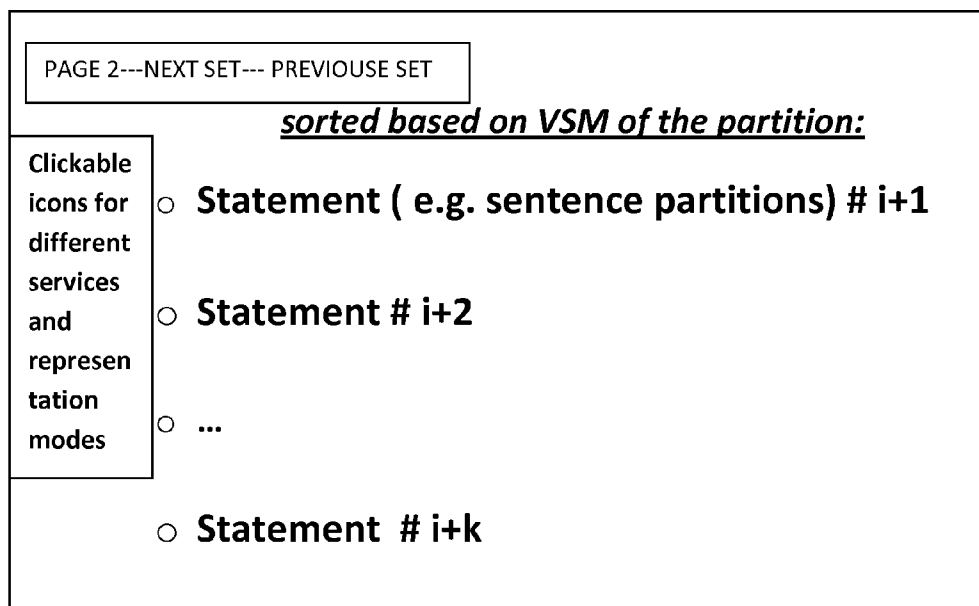 PAGE 2---NEXT SET--- PREVIOUSE SET
sorted based on VSM of the partition:
Clickable
icons for
different
services
and
represen
tation
modes
○ Statement ( e.g. sentence partitions) # i+1
○ Statement # i+2
○ ...
○ Statement # i+k